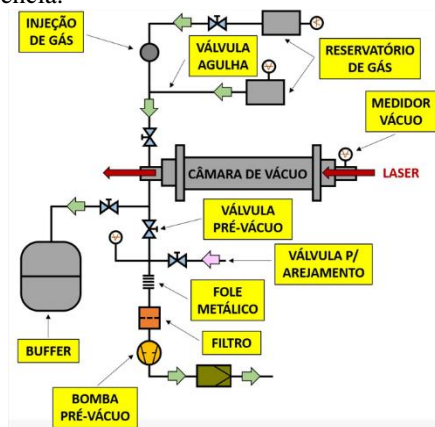 INJEÇÃO
DE GÁS
VÁLVULA
AGULHA
RESERVATÓRIO
DE GÁS
MEDIDOR
VÁCUO
CÂMARA DE VÁCUO
LASER
VÁLVULA
PRÉ-VÁCUO
VÁLVULA P/
AREJAMENTO
FOLE
METÁLICO
FILTRO
BUFFER
BOMBA
PRÉ-VÁCUO